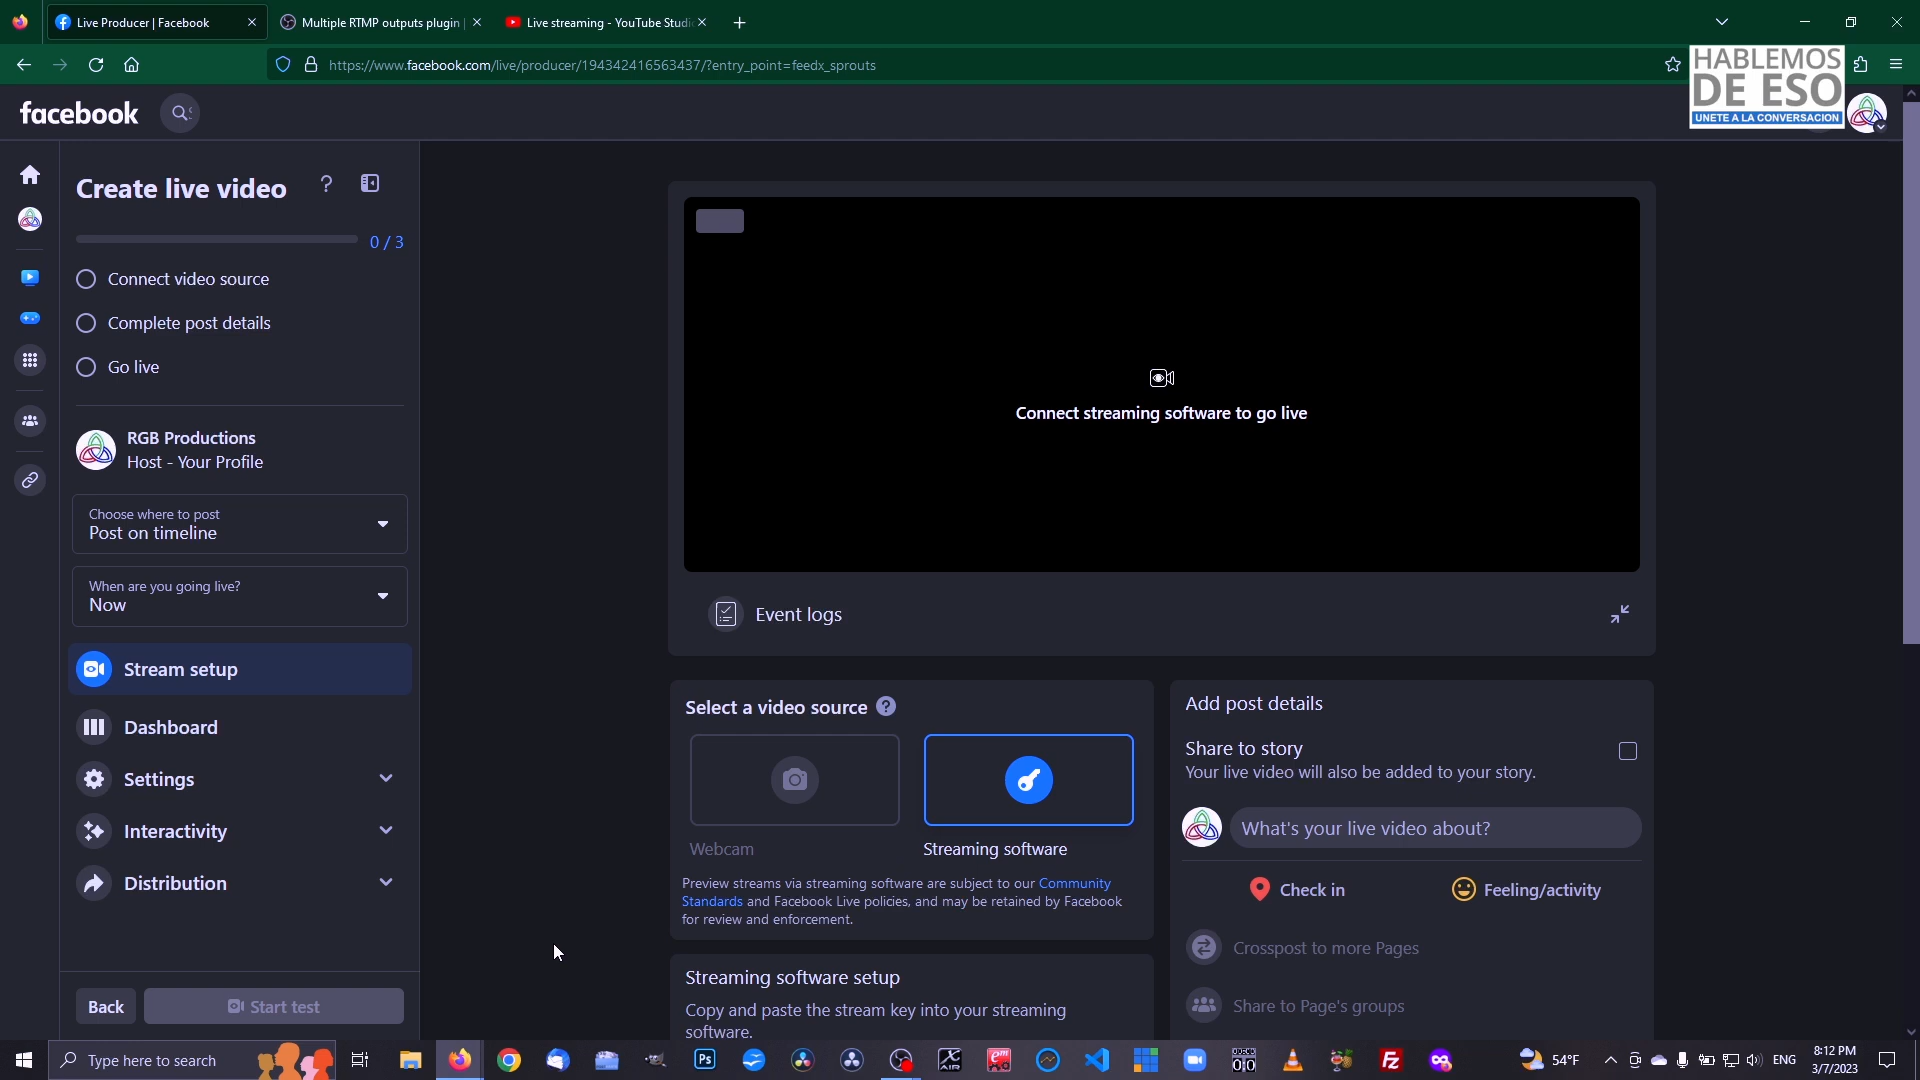 Live Producer | Facebook
Multiple RTMP outputs plugin |
Live streaming - YouTube Studi
https://www.facebook.com/live/producer/194342416563437/?entry_point=feedx_sprouts
HABLEMOS
DE ESO
UNETE A LA CONVERSACION
facebook
Create live video
?
0 / 3
Connect video source
Complete post details
Go live
RGB Productions
Host - Your Profile
Choose where to post
Post on timeline
When are you going live?
Now
Stream setup
Dashboard
Settings
Interactivity
Distribution
Back
Start test
Connect streaming software to go live
Event logs
Select a video source ?
Webcam
Streaming software
Preview streams via streaming software are subject to our Community
Standards and Facebook Live policies, and may be retained by Facebook
for review and enforcement.
Streaming software setup
Copy and paste the stream key into your streaming
software.
Add post details
Share to story
Your live video will also be added to your story.
What's your live video about?
Check in
Feeling/activity
Crosspost to more Pages
Share to Page's groups
Type here to search
Ps
X
AIR
em
Fz
54°F
ENG
8:12 PM
3/7/2023